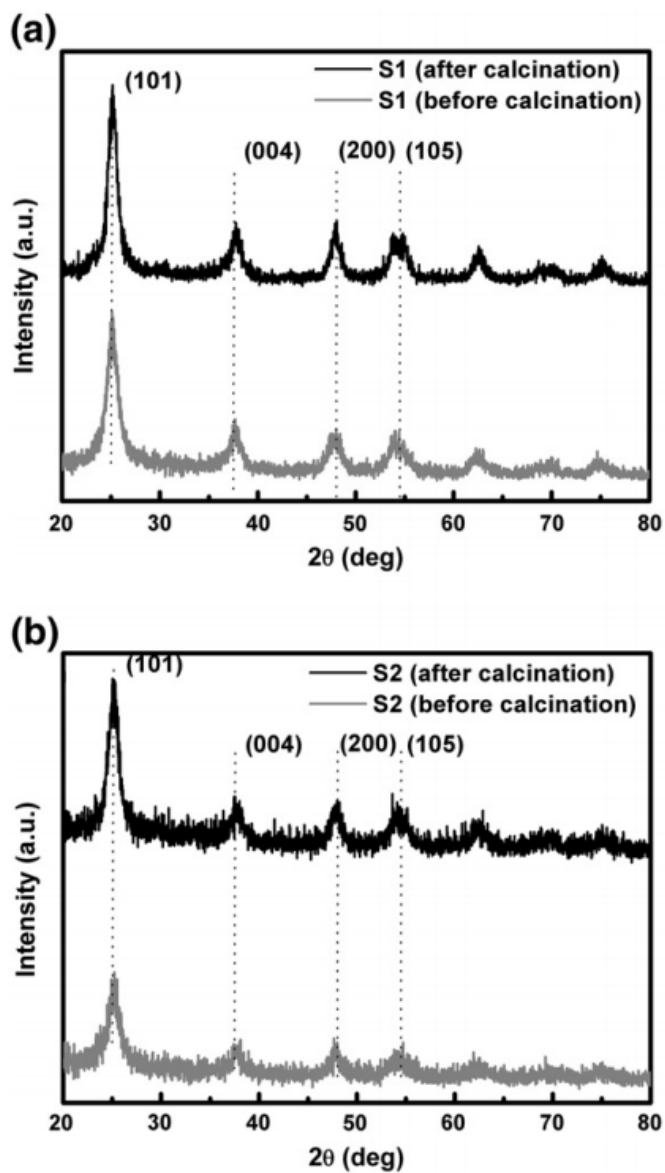 (a)
S1 (after calcination)
S1 (before calcination)
(101)
(004)
(200)
(105)
Intensity (a.u.)
20 30 40 50 60 70 80
2θ (deg)
(b)
S2 (after calcination)
S2 (before calcination)
(101)
(004)
(200)
(105)
Intensity (a.u.)
20 30 40 50 60 70 80
2θ (deg)